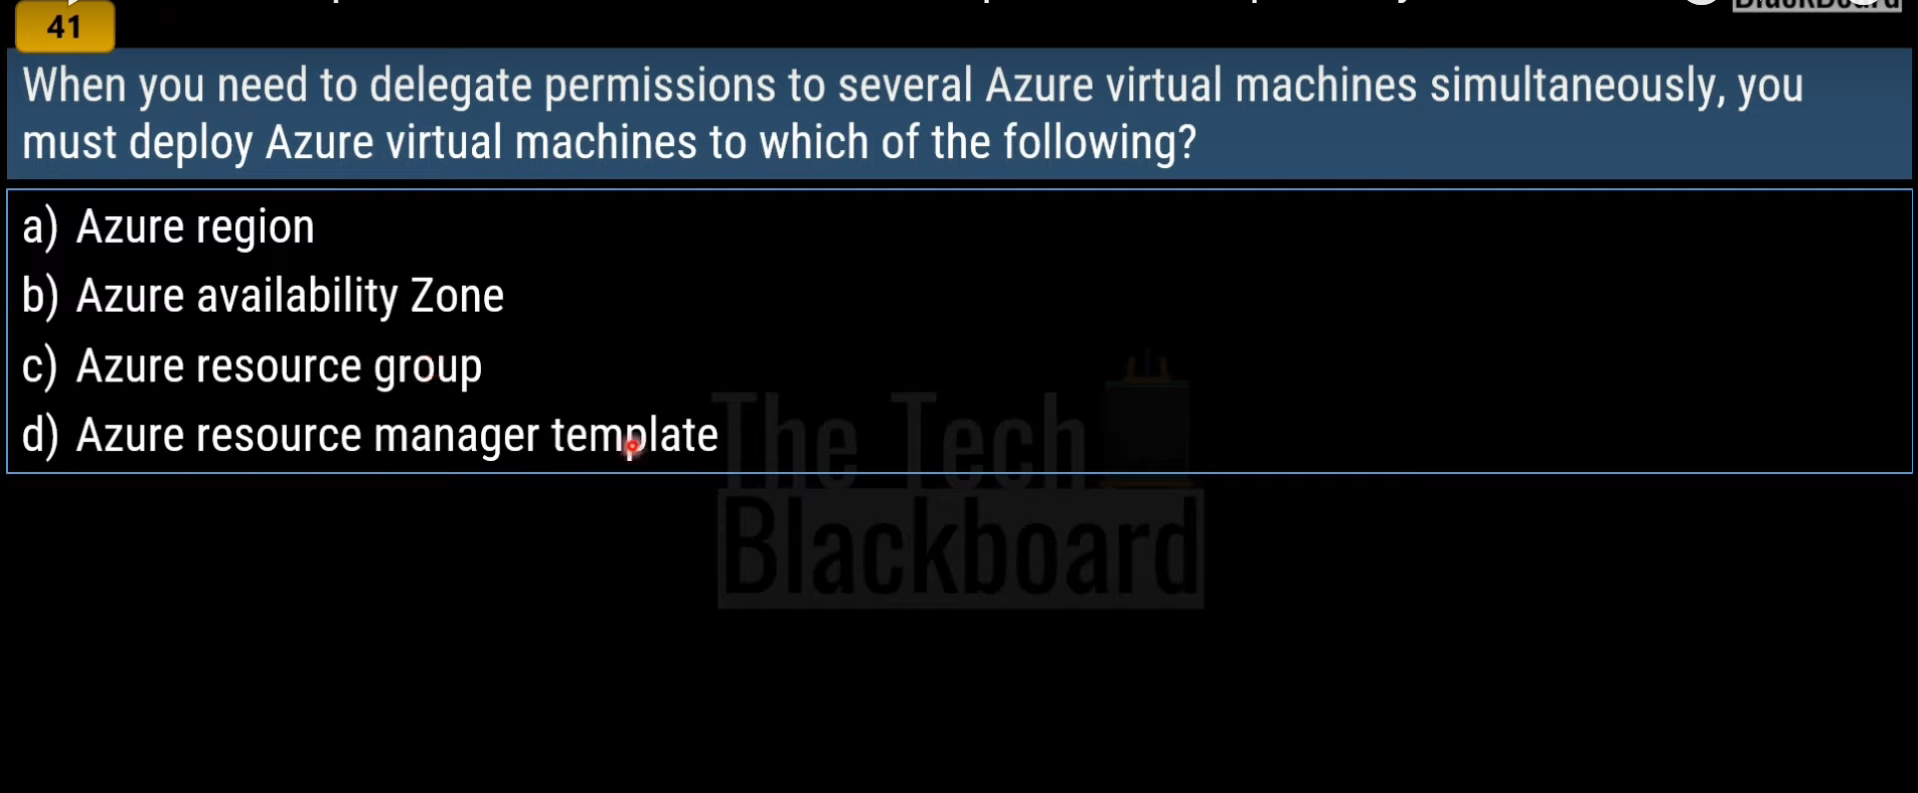 41
When you need to delegate permissions to several Azure virtual machines simultaneously, you
must deploy Azure virtual machines to which of the following?
a) Azure region
b) Azure availability Zone
c) Azure resource group
d) Azure resource manager template
The Tech
Blackboard